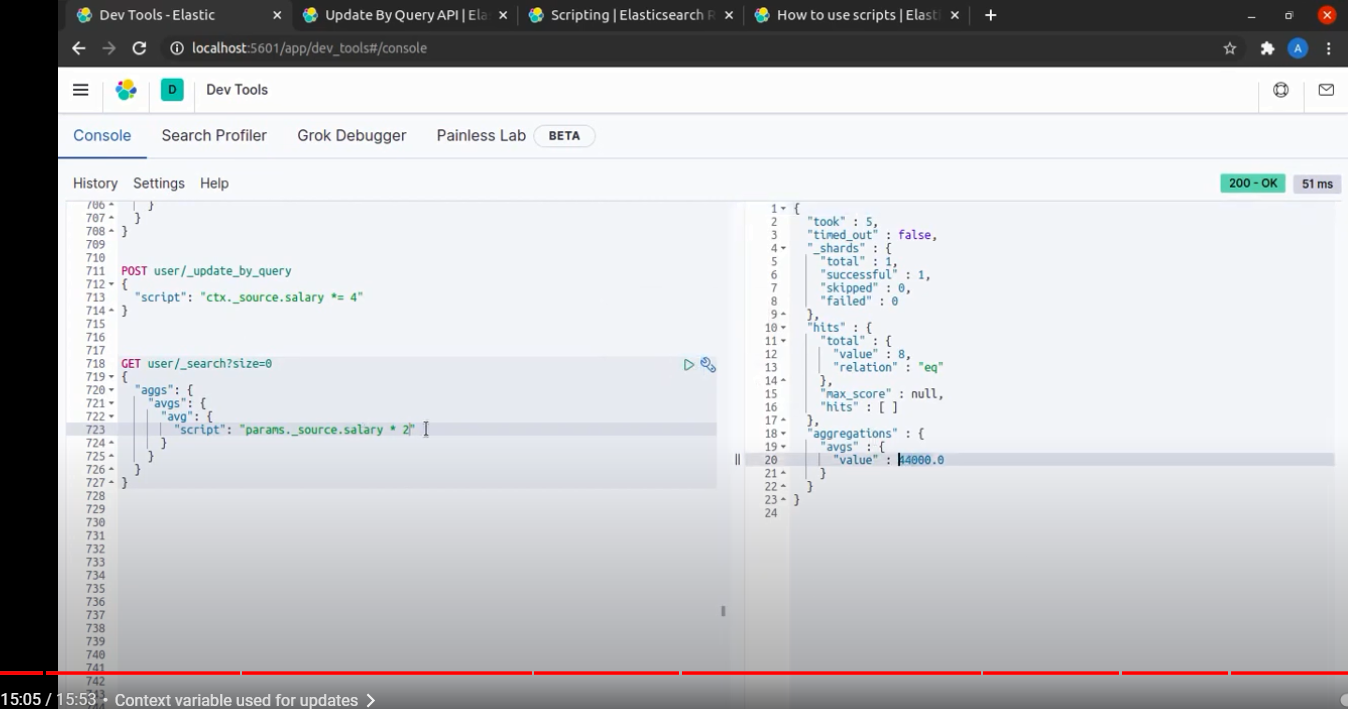 Dev Tools - Elastic
Update By Query API | Ela
Scripting | Elasticsearch R
How to use scripts | Elasti
localhost:5601/app/dev_tools#/console
A
D
Dev Tools
Console Search Profiler Grok Debugger Painless Lab BETA
History Settings Help
200 - OK 51 ms
706 }
707 }
708 }
709
710
711 POST user/_update_by_query
712 {
713 "script": "ctx._source.salary *= 4"
714 }
715
716
717
718 GET user/_search?size=0
719 {
720 "aggs": {
721 "avgs": {
722 "avg": {
723 "script": "params._source.salary * 2"
724 }
725 }
726 }
727 }
728
729
730
731
732
733
734
735
736
737
738
739
740
741
742
743
1 {
2 "took" : 5,
3 "timed_out" : false,
4 "_shards" : {
5 "total" : 1,
6 "successful" : 1,
7 "skipped" : 0,
8 "failed" : 0
9 },
10 "hits" : {
11 "total" : {
12 "value" : 8,
13 "relation" : "eq"
14 },
15 "max_score" : null,
16 "hits" : [ ]
17 },
18 "aggregations" : {
19 "avgs" : {
20 "value" : 44000.0
21 }
22 }
23 }
24
15:05 / 15:53 • Context variable used for updates